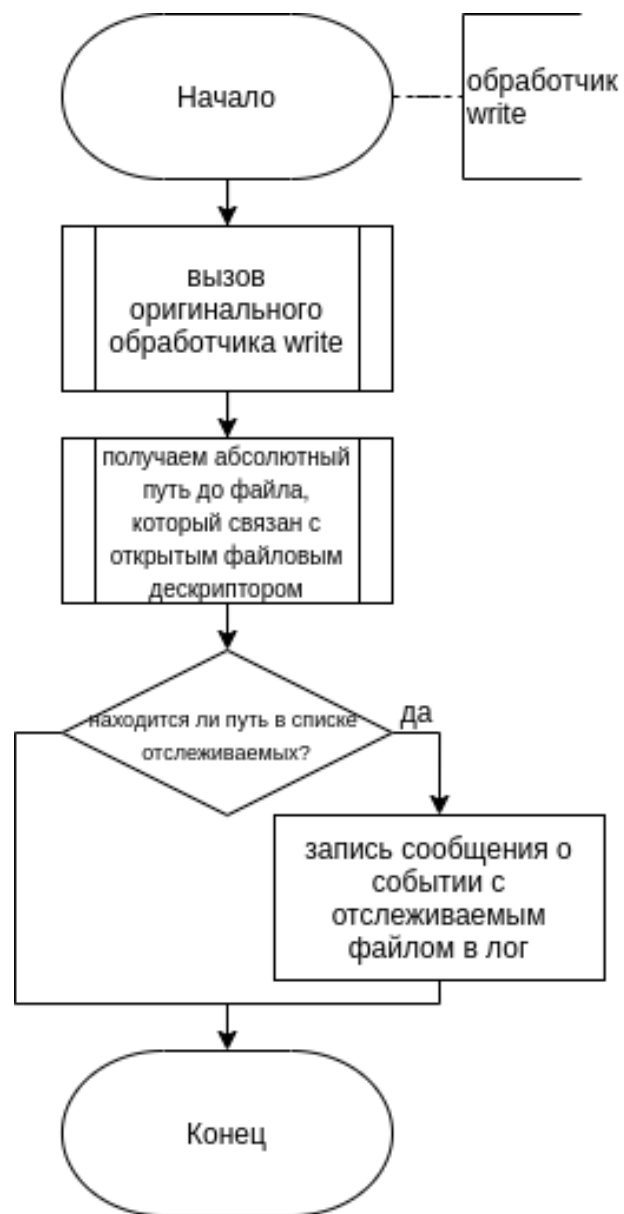 Начало
обработчик
write
вызов
оригинального
обработчика write
получаем абсолютный
путь до файла,
который связан с
открытым файловым
дескриптором
находится ли путь в списке
отслеживаемых?
да
запись сообщения о
событии с
отслеживаемым
файлом в лог
Конец